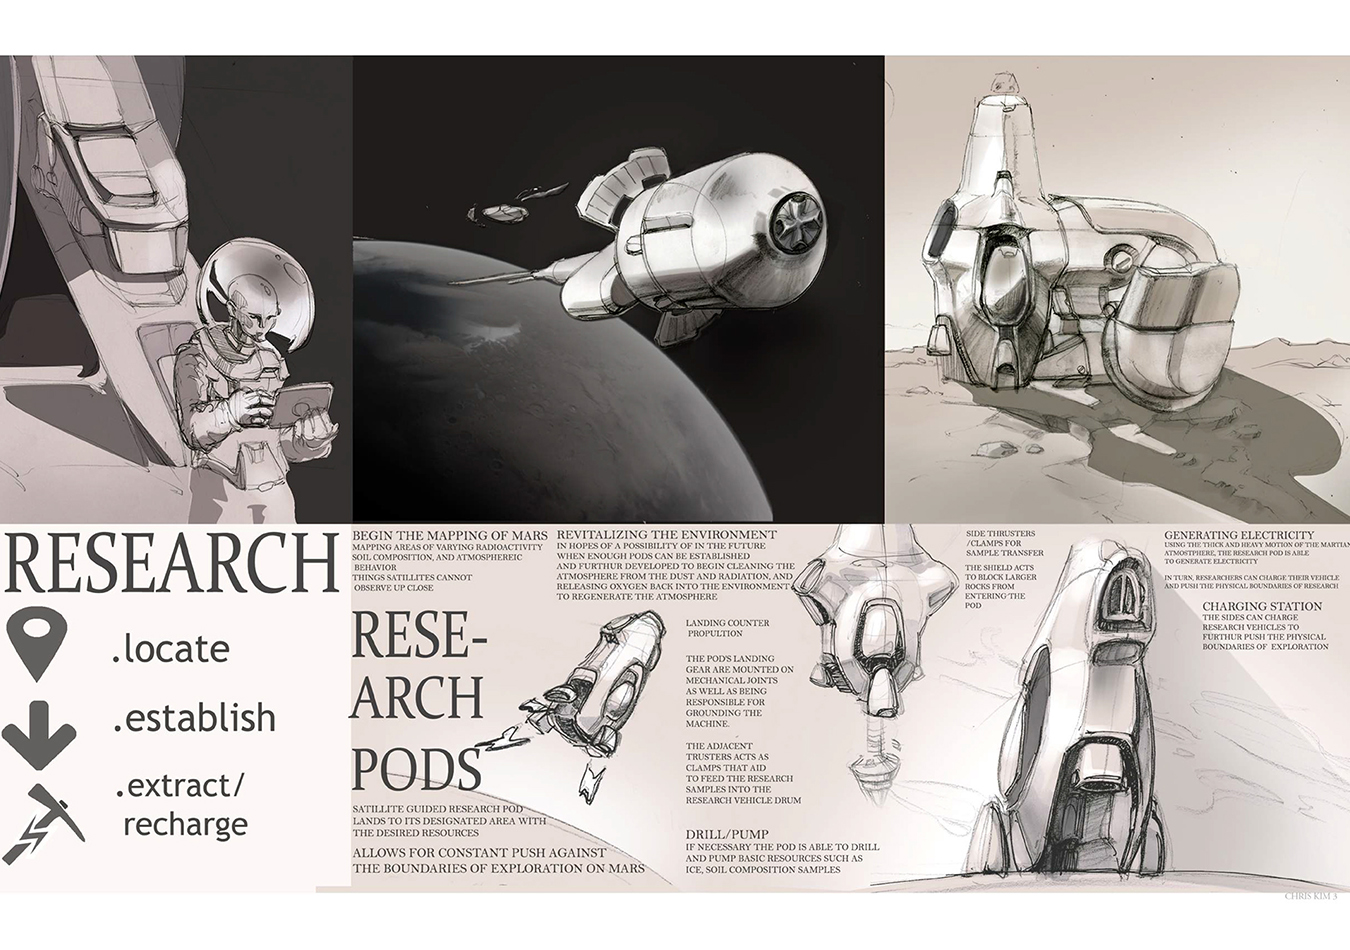 RESEARCH
.locate
.establish
.extract/
recharge
BEGIN THE MAPPING OF MARS
MAPPING AREAS OF VARYING RADIOACTIVITY
SOIL COMPOSITION, AND ATMOSPHEREIC
BEHAVIOR
THINGS SATILLITES CANNOT
OBSERVE UP CLOSE
REVITALIZING THE ENVIRONMENT
IN HOPES OF A POSSIBILITY OF IN THE FUTURE
WHEN ENOUGH PODS CAN BE ESTABLISHED
AND FURTHUR DEVELOPED TO BEGIN CLEANING THE
ATMOSPHERE FROM THE DUST AND RADIATION, AND
RELEASING OXYGEN BACK INTO THE ENVIRONMENT
TO REGENERATE THE ATMOSPHERE
RESE-
ARCH
PODS
SATILLITE GUIDED RESEARCH POD
LANDS TO ITS DESIGNATED AREA WITH
THE DESIRED RESOURCES
ALLOWS FOR CONSTANT PUSH AGAINST
THE BOUNDARIES OF EXPLORATION ON MARS
LANDING COUNTER
PROPULTION
THE POD'S LANDING
GEAR ARE MOUNTED ON
MECHANICAL JOINTS
AS WELL AS BEING
RESPONSIBLE FOR
GROUNDING THE
MACHINE.
THE ADJACENT
TRUSTERS ACTS AS
CLAMPS THAT AID
TO FEED THE RESEARCH
SAMPLES INTO THE
RESEARCH VEHICLE DRUM
DRILL/PUMP
IF NECESSARY THE POD IS ABLE TO DRILL
AND PUMP BASIC RESOURCES SUCH AS
ICE, SOIL COMPOSITION SAMPLES
SIDE THRUSTERS
/CLAMPS FOR
SAMPLE TRANSFER
THE SHIELD ACTS
TO BLOCK LARGER
ROCKS FROM
ENTERING THE
POD
GENERATING ELECTRICITY
USING THE THICK AND HEAVY MOTION OF THE MARTIAN
ATMOSTPHERE, THE RESEARCH POD IS ABLE
TO GENERATE ELECTRICITY
IN TURN, RESEARCHERS CAN CHARGE THEIR VEHICLE
AND PUSH THE PHYSICAL BOUNDARIES OF RESEARCH
CHARGING STATION
THE SIDES CAN CHARGE
RESEARCH VEHICLES TO
FURTHUR PUSH THE PHYSICAL
BOUNDARIES OF EXPLORATION
CHRIS KIM 3